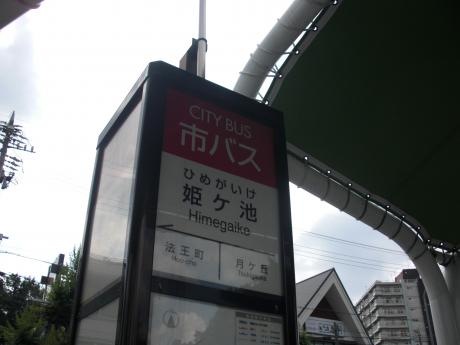 CITY BUS
市バス
ひめがいけ
姫ケ池
Himegaike
法王町 月ケ丘